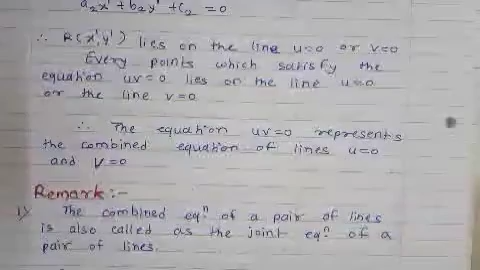 a₂x' + b₂y' + c₂ = 0
∴ R(x'y') lies on the line u=0 or v=0
Every points which satisfy the
equation uv=0 lies on the line u=0
or the line v=0
∴ The equation uv=0 represents
the combined equation of lines u=0
and v=0
Remark:-
1) The combined eqⁿ of a pair of lines
is also called as the joint eqⁿ of a
pair of lines.